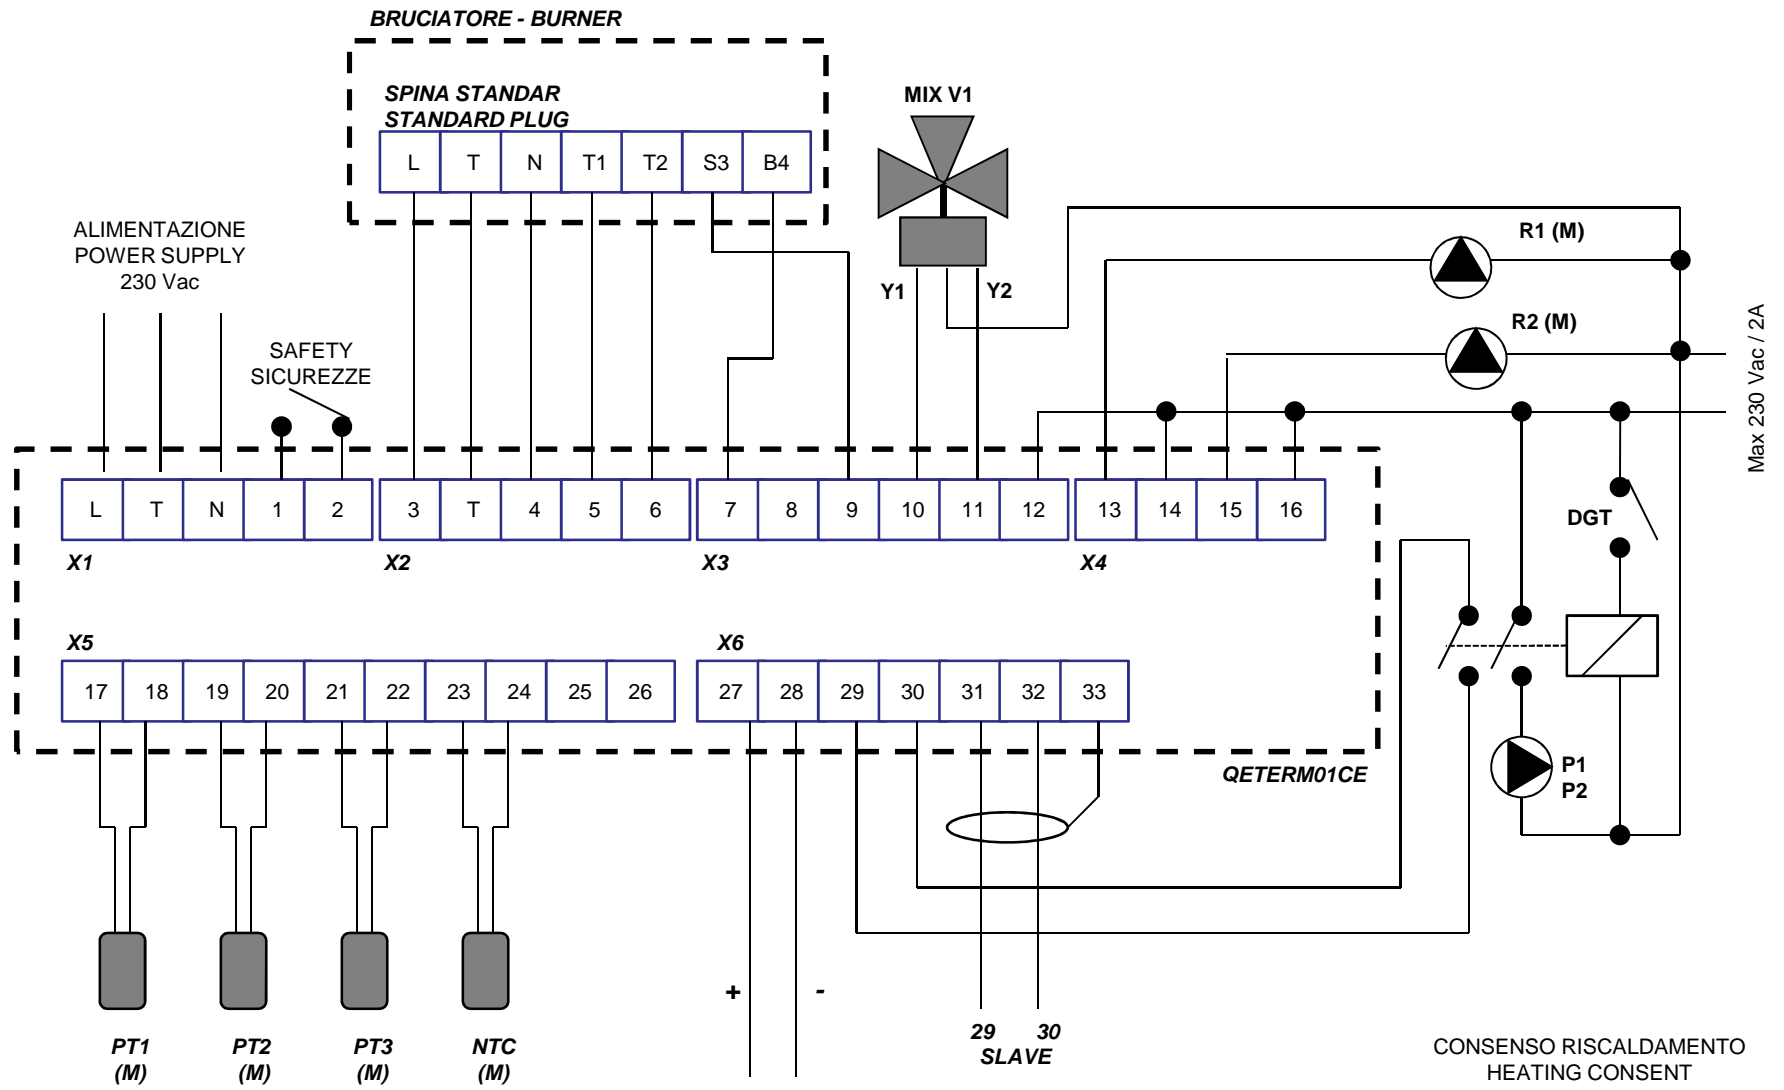 BRUCIATORE - BURNER
SPINA STANDAR
STANDARD PLUG
L T N T1 T2 S3 B4
MIX V1
ALIMENTAZIONE
POWER SUPPLY
230 Vac
SAFETY
SICUREZZE
Y1 Y2
R1 (M)
R2 (M)
Max 230 Vac / 2A
L T N 1 2 3 T 4 5 6 7 8 9 10 11 12 13 14 15 16
X1 X2 X3 X4
DGT
X5 X6
17 18 19 20 21 22 23 24 25 26 27 28 29 30 31 32 33
QETERM01CE
P1
P2
+ -
PT1
(M)
PT2
(M)
PT3
(M)
NTC
(M)
29 30
SLAVE
CONSENSO RISCALDAMENTO
HEATING CONSENT